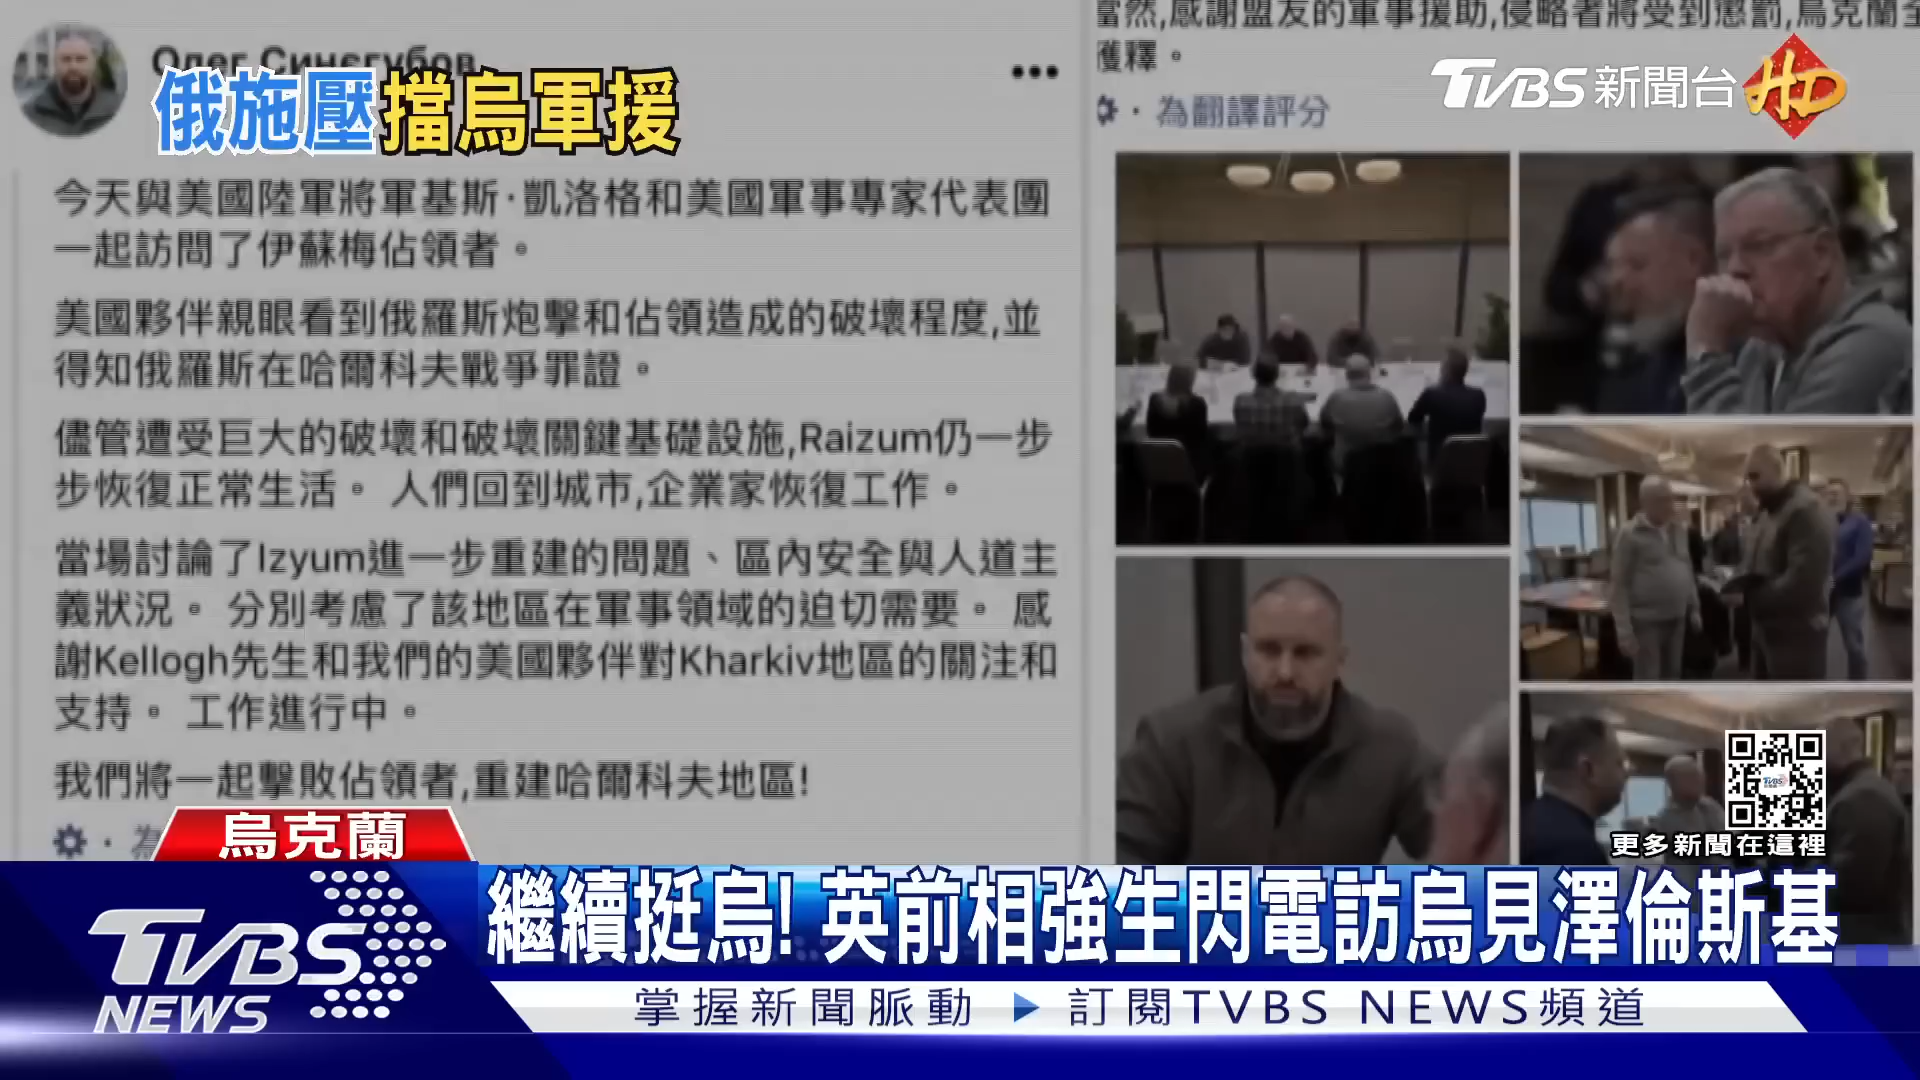 Олег Синєгубов
俄施壓擋烏軍援
今天與美國陸軍將軍基斯·凱洛格和美國軍事專家代表團
一起訪問了伊蘇梅佔領者。
美國夥伴親眼看到俄羅斯炮擊和佔領造成的破壞程度,並
得知俄羅斯在哈爾科夫戰爭罪證。
儘管遭受巨大的破壞和破壞關鍵基礎設施,Raizum仍一步
步恢復正常生活。 人們回到城市,企業家恢復工作。
當場討論了Izyum進一步重建的問題、區內安全與人道主
義狀況。 分別考慮了該地區在軍事領域的迫切需要。 感
謝Kellogh先生和我們的美國夥伴對Kharkiv地區的關注和
支持。 工作進行中。
我們將一起擊敗佔領者,重建哈爾科夫地區!
· 為
當然,感謝盟友的軍事援助,侵略者將受到懲罰,烏克蘭全
獲釋。
· 為翻譯評分
TVBS新聞台HD
TVBS
更多新聞在這裡
烏克蘭
繼續挺烏! 英前相強生閃電訪烏見澤倫斯基
TVBS
NEWS
掌握新聞脈動 ▶ 訂閱TVBS NEWS頻道